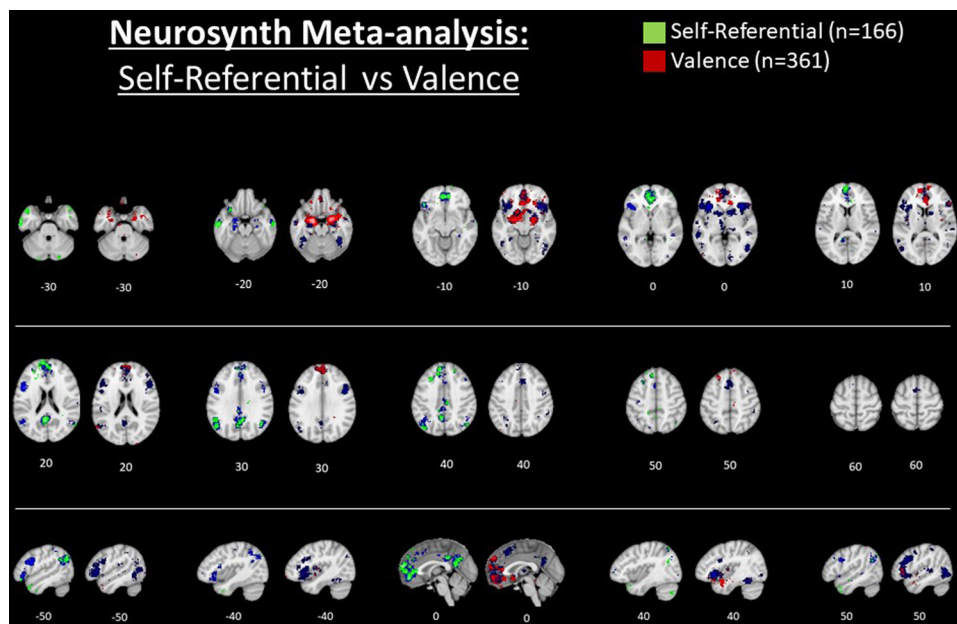 Neurosynth Meta-analysis:
Self-Referential vs Valence
Self-Referential (n=166)
Valence (n=361)
-30 -30 -20 -20 -10 -10 0 0 10 10
20 20 30 30 40 40 50 50 60 60
-50 -50 -40 -40 0 0 40 40 50 50